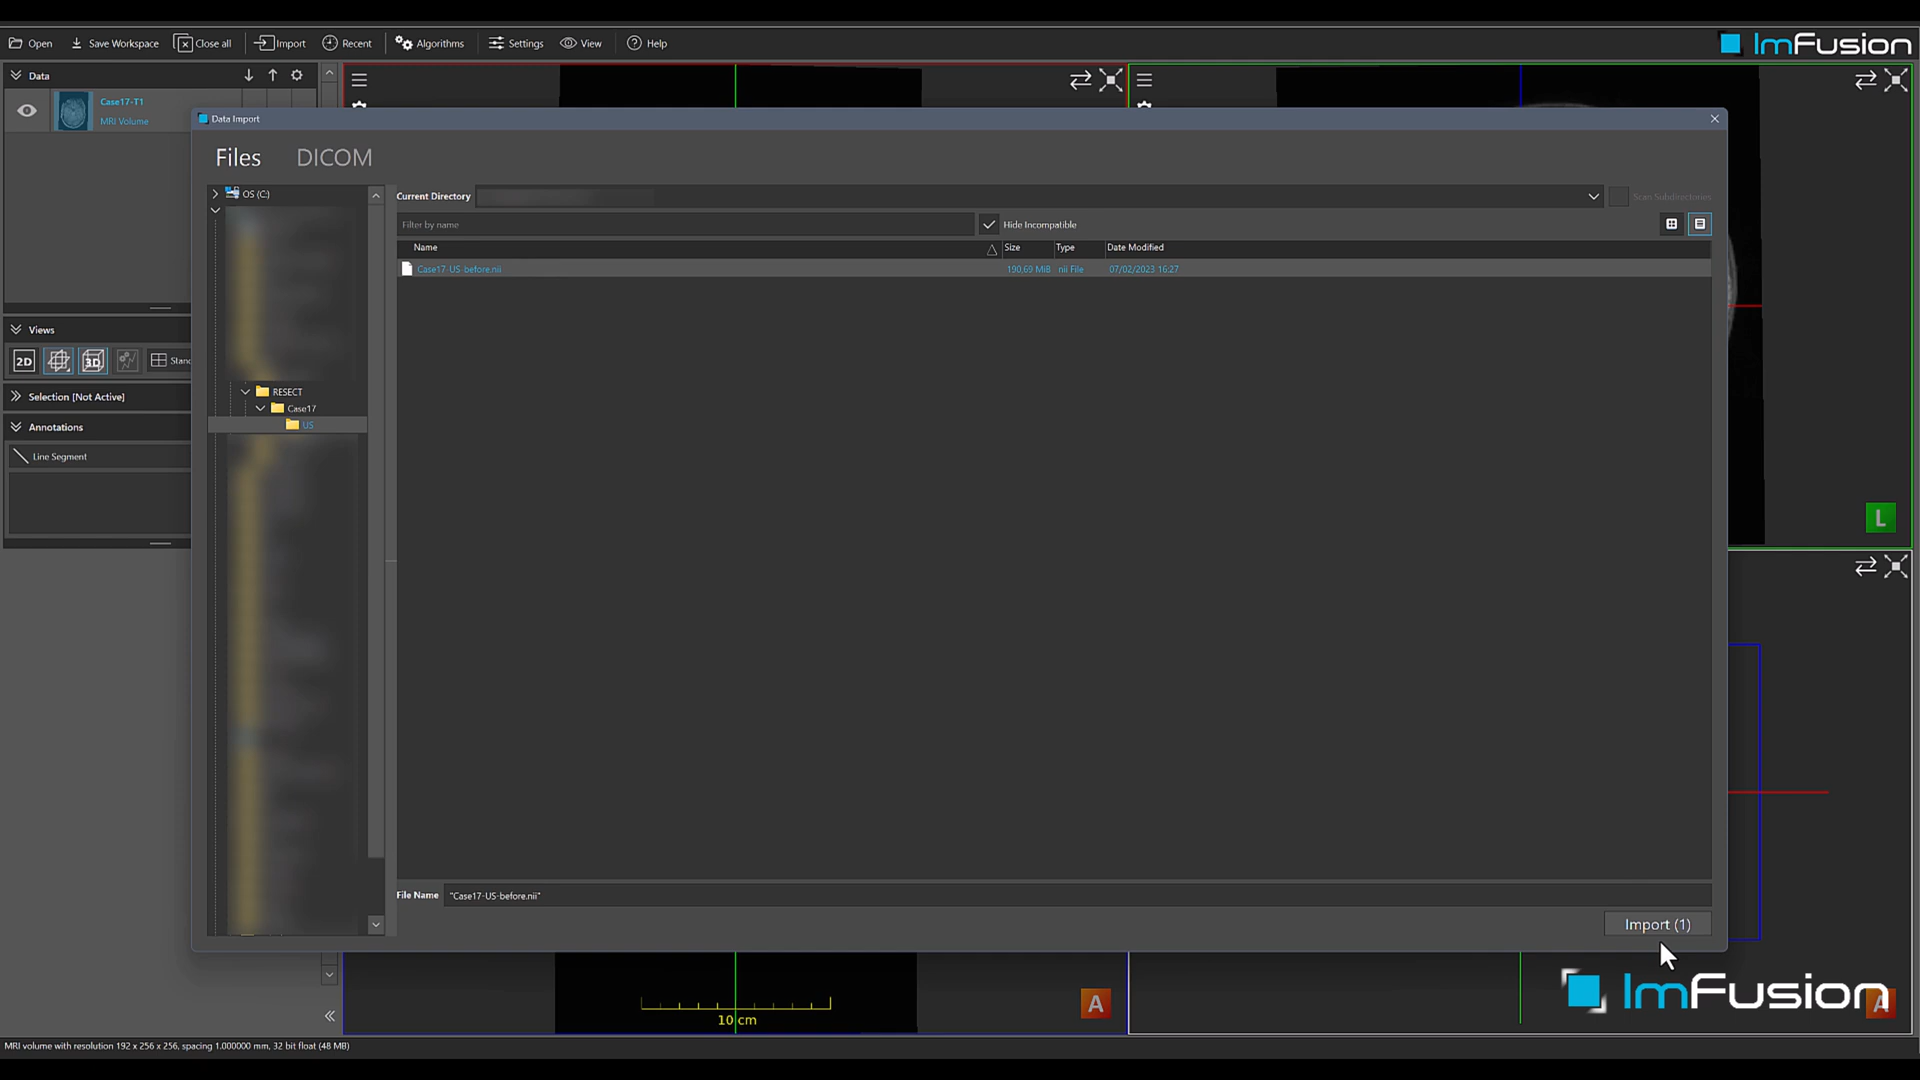 Open Save Workspace Close all Import Recent Algorithms Settings View Help
ImFusion
Data
Case17-T1
MRI Volume
Data Import
Files DICOM
OS (C:)
Current Directory
Scan Subdirectories
Filter by name
Hide Incompatible
Name Size Type Date Modified
Case17-US-before.nii 190,69 MiB nii File 07/02/2023 16:27
Views
2D 3D Stand
RESECT
Case17
US
Selection [Not Active]
Annotations
Line Segment
L
File Name "Case17-US-before.nii"
Import (1)
10 cm
A
ImFusion
A
MRI volume with resolution 192 x 256 x 256, spacing 1.000000 mm, 32 bit float (48 MB)